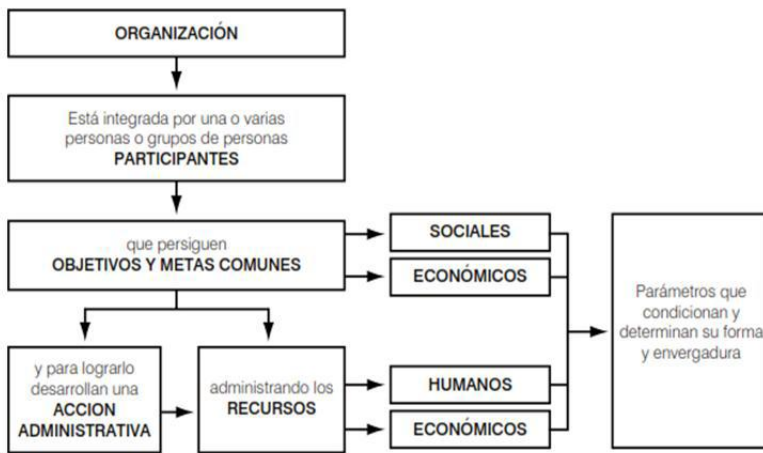 ORGANIZACIÓN
Está integrada por una o varias
personas o grupos de personas
PARTICIPANTES
que persiguen
OBJETIVOS Y METAS COMUNES
SOCIALES
ECONÓMICOS
y para lograrlo
desarrollan una
ACCION
ADMINISTRATIVA
administrando los
RECURSOS
HUMANOS
ECONÓMICOS
Parámetros que
condicionan y
determinan su forma
y envergadura